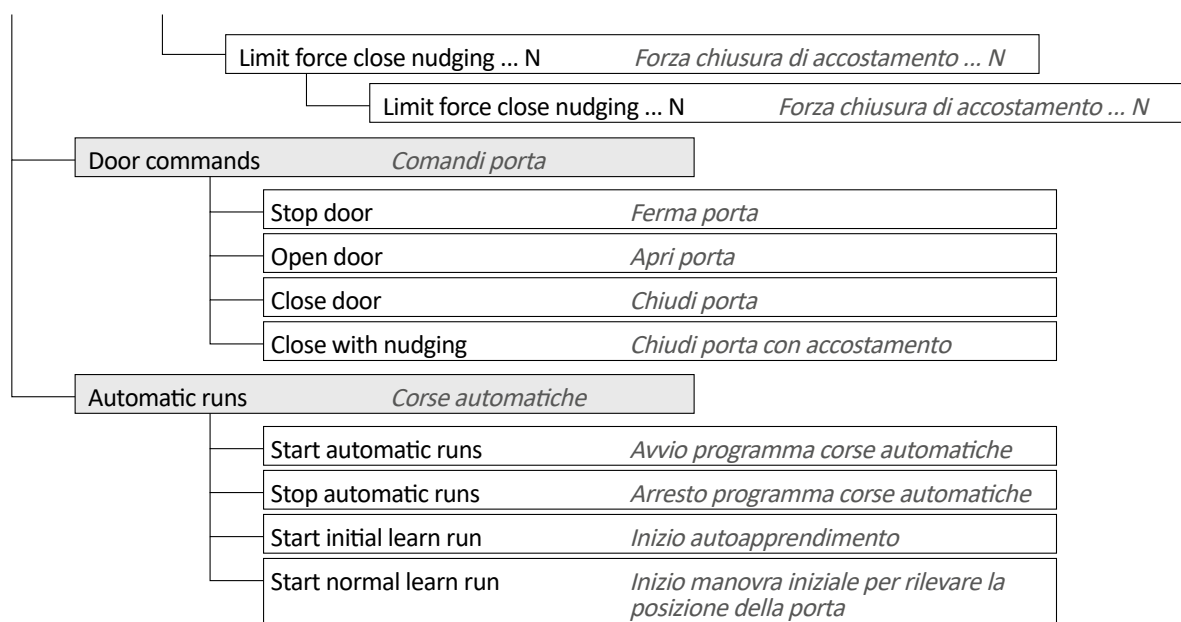 Limit force close nudging ... N Forza chiusura di accostamento ... N
Limit force close nudging ... N Forza chiusura di accostamento ... N
Door commands Comandi porta
Stop door Ferma porta
Open door Apri porta
Close door Chiudi porta
Close with nudging Chiudi porta con accostamento
Automatic runs Corse automatiche
Start automatic runs Avvio programma corse automatiche
Stop automatic runs Arresto programma corse automatiche
Start initial learn run Inizio autoapprendimento
Start normal learn run Inizio manovra iniziale per rilevare la
posizione della porta